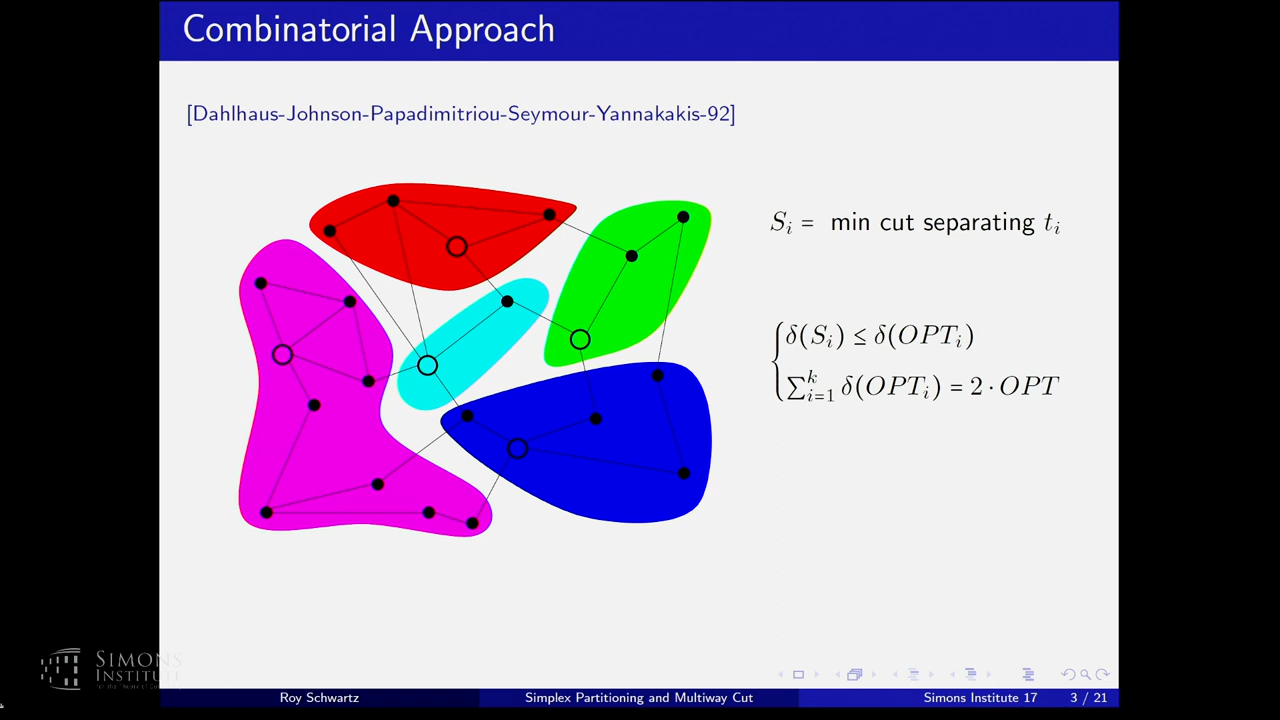 Combinatorial Approach
[Dahlhaus-Johnson-Papadimitriou-Seymour-Yannakakis-92]
S_i = min cut separating t_i
δ(S_i) ≤ δ(OPT_i)
∑_{i=1}^k δ(OPT_i) = 2 · OPT
SIMONS
INSTITUTE
Roy Schwartz Simplex Partitioning and Multiway Cut Simons Institute 17 3 / 21